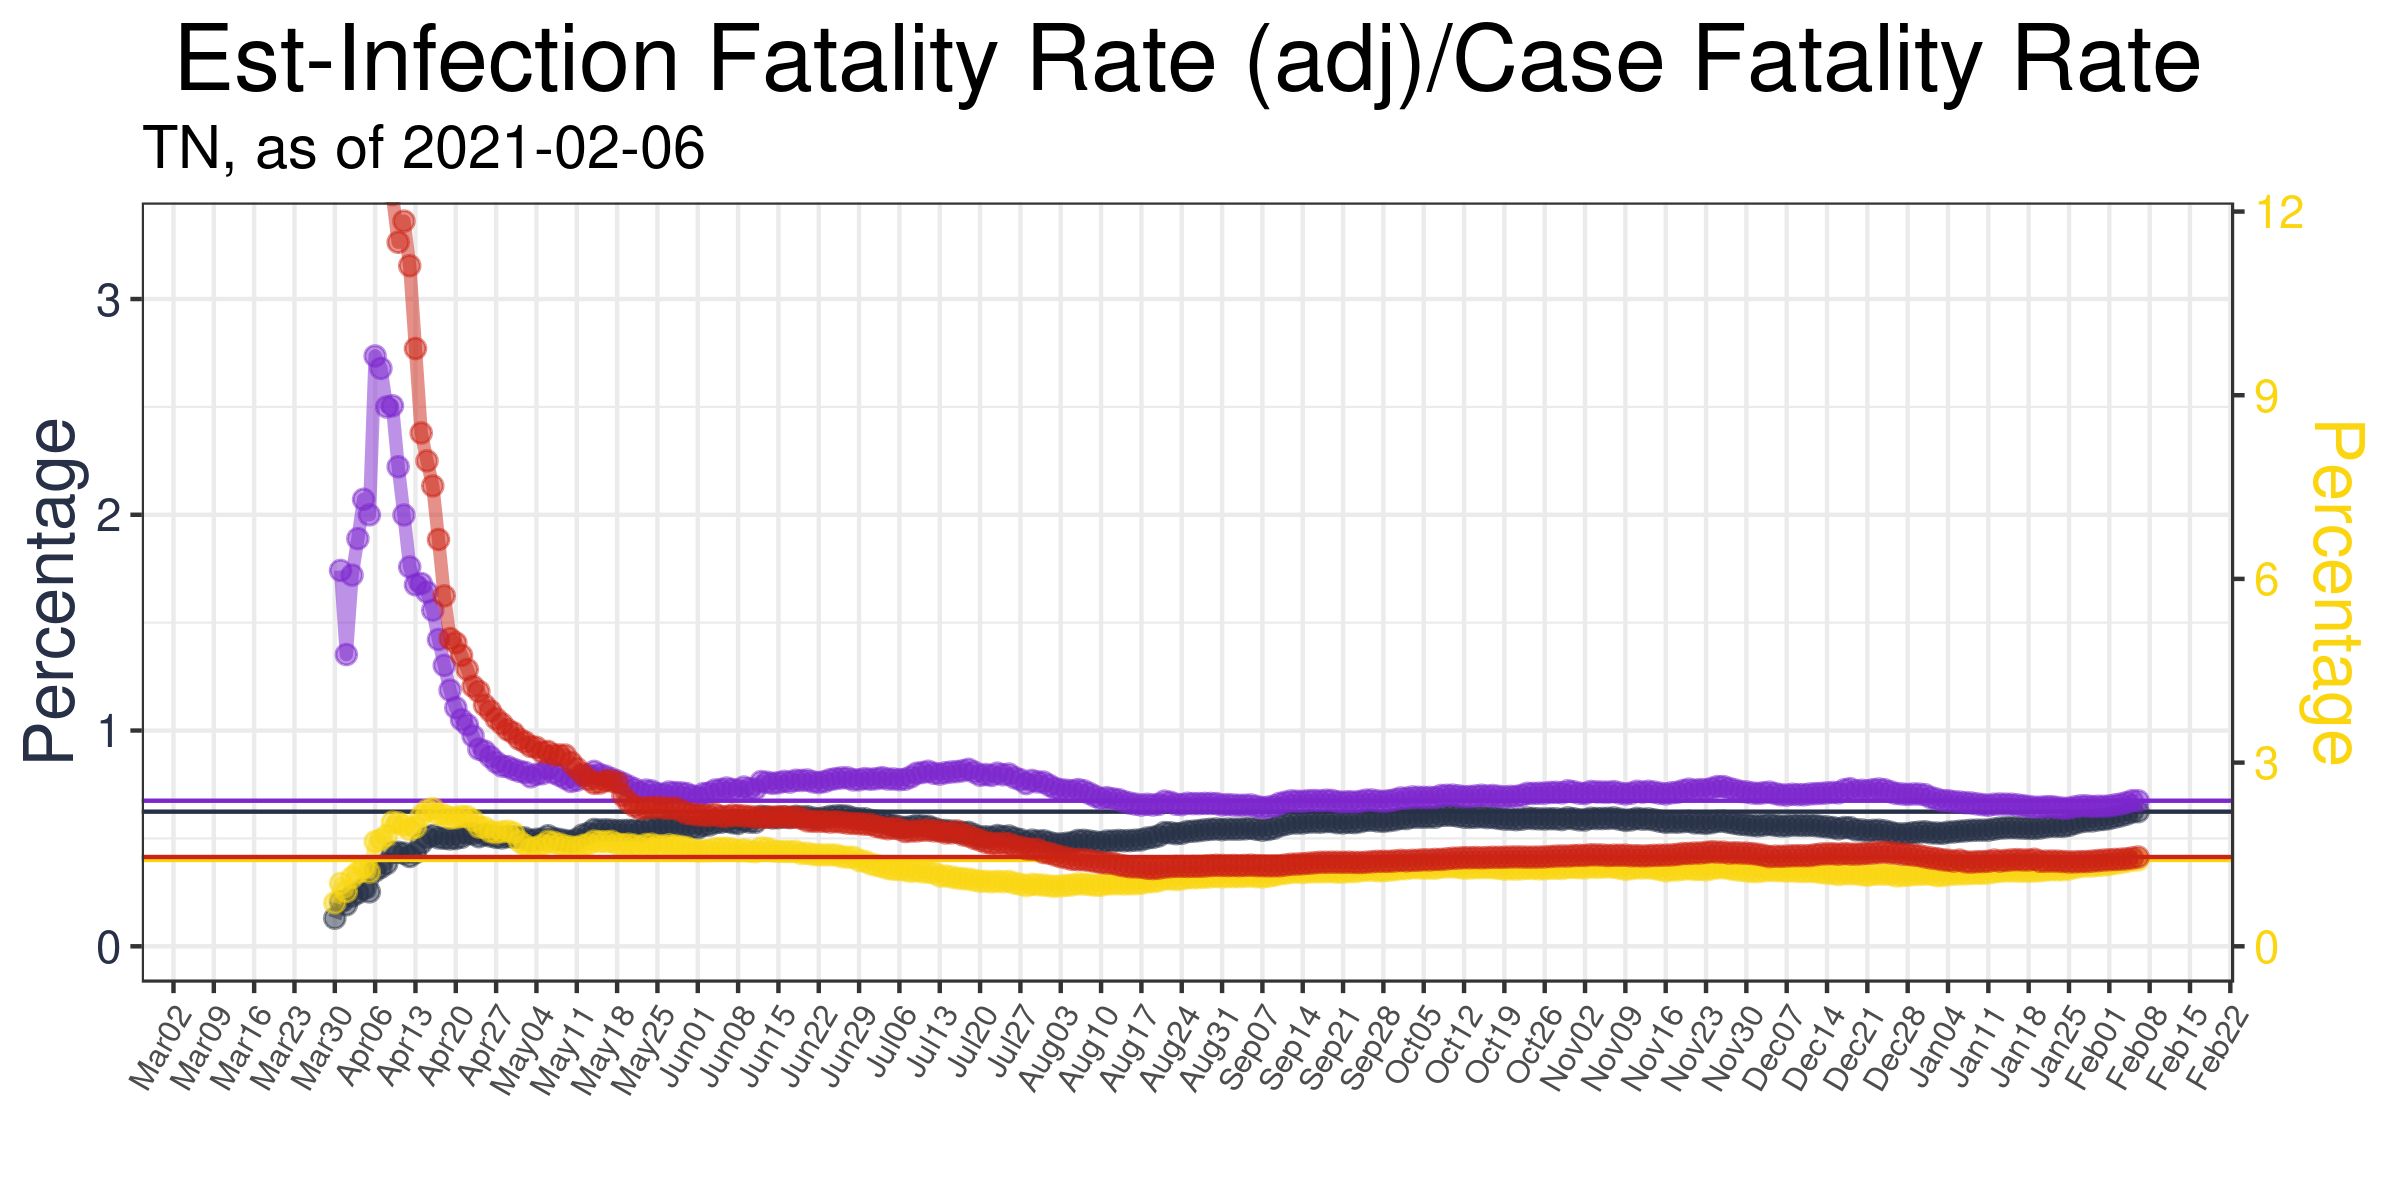 Est-Infection Fatality Rate (adj)/Case Fatality Rate
TN, as of 2021-02-06
Percentage
3
2
1
0
12
9
6
3
0
Percentage
Mar02
Mar09
Mar16
Mar23
Mar30
Apr06
Apr13
Apr20
Apr27
May04
May11
May18
May25
Jun01
Jun08
Jun15
Jun22
Jun29
Jul06
Jul13
Jul20
Jul27
Aug03
Aug10
Aug17
Aug24
Aug31
Sep07
Sep14
Sep21
Sep28
Oct05
Oct12
Oct19
Oct26
Nov02
Nov09
Nov16
Nov23
Nov30
Dec07
Dec14
Dec21
Dec28
Jan04
Jan11
Jan18
Jan25
Feb01
Feb08
Feb15
Feb22